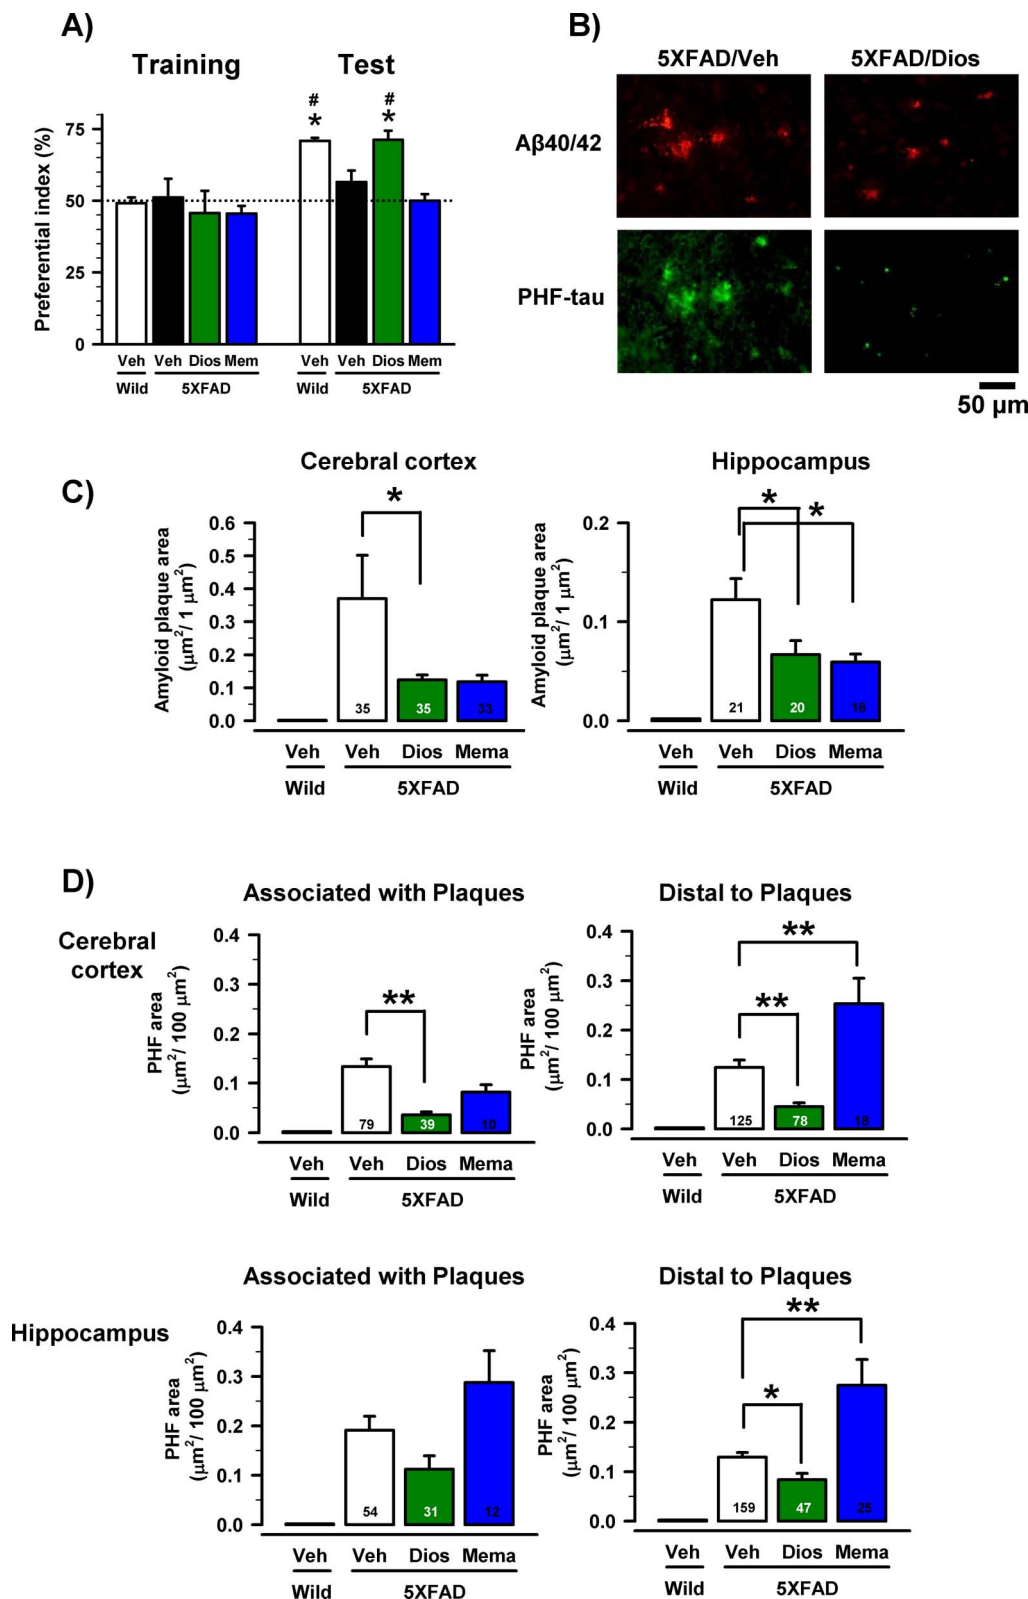 A)
Training Test
# #
* *
Preferential index (%)
75
50
25
0
Veh Veh Dios Mem Veh Veh Dios Mem
Wild 5XFAD Wild 5XFAD
B)
5XFAD/Veh 5XFAD/Dios
Aβ40/42
PHF-tau
50 μm
C)
Cerebral cortex
*
Amyloid plaque area
(μm²/ 1 μm²)
0.6
0.5
0.4
0.3
0.2
0.1
0.0
35 35 33
Veh Veh Dios Mema
Wild 5XFAD
Hippocampus
* *
Amyloid plaque area
(μm²/ 1 μm²)
0.2
0.1
0.0
21 20 16
Veh Veh Dios Mema
Wild 5XFAD
D)
Cerebral
cortex
Associated with Plaques
**
PHF area
(μm²/ 100 μm²)
0.4
0.3
0.2
0.1
0.0
79 39 10
Veh Veh Dios Mema
Wild 5XFAD
Distal to Plaques
**
**
PHF area
(μm²/ 100 μm²)
0.4
0.3
0.2
0.1
0.0
125 78 18
Veh Veh Dios Mema
Wild 5XFAD
Hippocampus
Associated with Plaques
PHF area
(μm²/ 100 μm²)
0.4
0.3
0.2
0.1
0.0
54 31 12
Veh Veh Dios Mema
Wild 5XFAD
Distal to Plaques
**
*
PHF area
(μm²/ 100 μm²)
0.4
0.3
0.2
0.1
0.0
159 47 25
Veh Veh Dios Mema
Wild 5XFAD